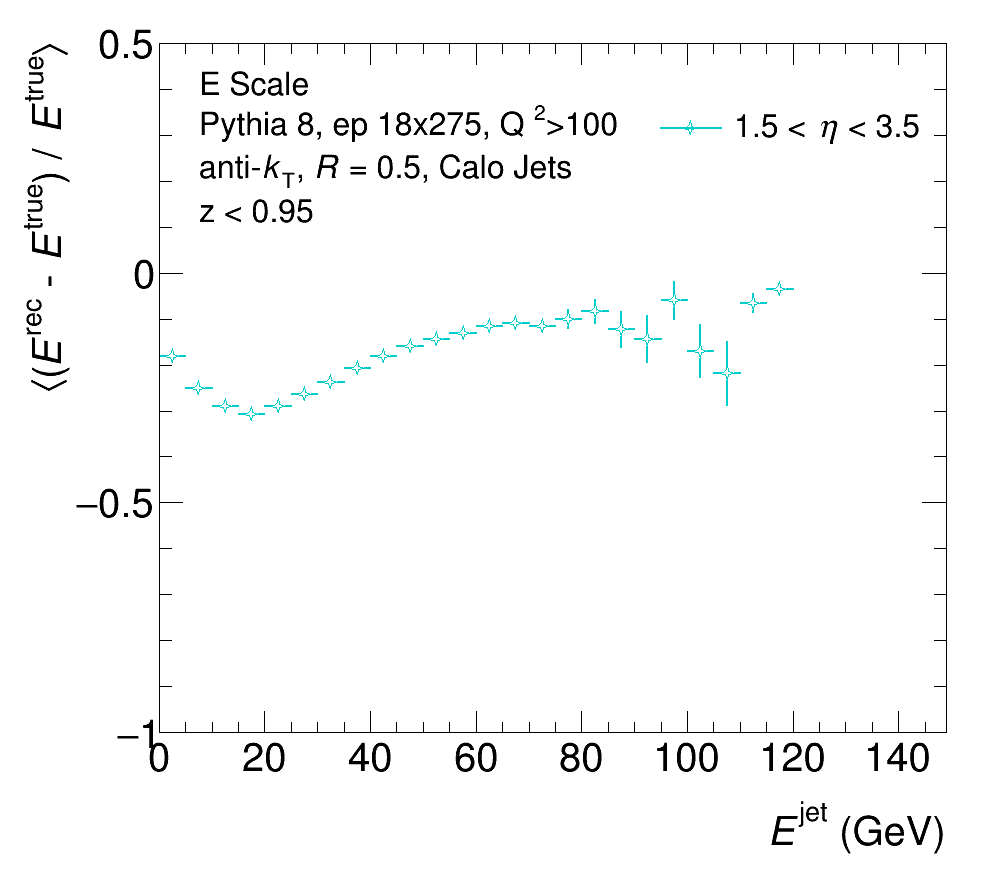 ⟨(E^rec - E^true) / E^true⟩
E Scale
Pythia 8, ep 18x275, Q ²>100
anti-k_T, R = 0.5, Calo Jets
z < 0.95
1.5 < η < 3.5
0.5
0
−0.5
−1
0 20 40 60 80 100 120 140
E^jet (GeV)